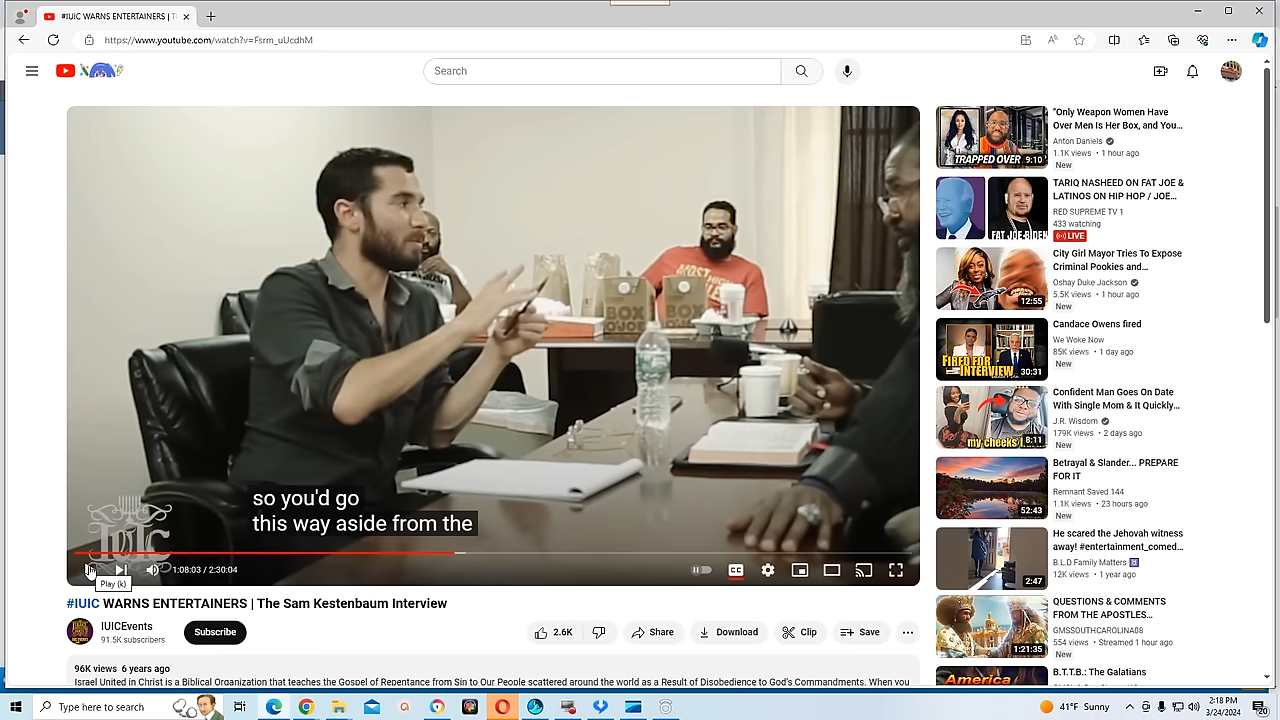 #IUIC WARNS ENTERTAINERS | T
https://www.youtube.com/watch?v=Fsrm_uUcdhM
Search
IUIC
so you'd go
this way aside from the
1:08:03 / 2:30:04
CC
Play (k)
#IUIC WARNS ENTERTAINERS | The Sam Kestenbaum Interview
IUICEvents
91.5K subscribers
Subscribe
2.6K
Share
Download
Clip
Save
96K views 6 years ago
Israel United in Christ is a Biblical Organization that teaches the Gospel of Repentance from Sin to Our People scattered around the world as a Result of Disobedience to God's Commandments. When you
TRAPPED OVER
9:10
"Only Weapon Women Have
Over Men Is Her Box, and You...
Anton Daniels
1.1K views • 1 hour ago
New
FAT JOE BIDEN
TARIQ NASHEED ON FAT JOE &
LATINOS ON HIP HOP / JOE...
RED SUPREME TV 1
433 watching
LIVE
12:55
City Girl Mayor Tries To Expose
Criminal Pookies and...
Oshay Duke Jackson
5.5K views • 1 hour ago
New
FIRED FOR
INTERVIEW
30:31
Candace Owens fired
We Woke Now
85K views • 1 day ago
New
my cheeks
8:11
Confident Man Goes On Date
With Single Mom & It Quickly...
J.R. Wisdom
179K views • 2 days ago
New
52:43
Betrayal & Slander... PREPARE
FOR IT
Remnant Saved 144
1.1K views • 23 hours ago
New
2:47
He scared the Jehovah witness
away! #entertainment_comed...
B.L.D Family Matters
12K views • 1 year ago
1:21:35
QUESTIONS & COMMENTS
FROM THE APOSTLES...
GMSSOUTHCAROLINA08
554 views • Streamed 1 hour ago
New
America
B.T.T.B.: The Galatians
Type here to search
41°F Sunny
2:18 PM
3/24/2024
20